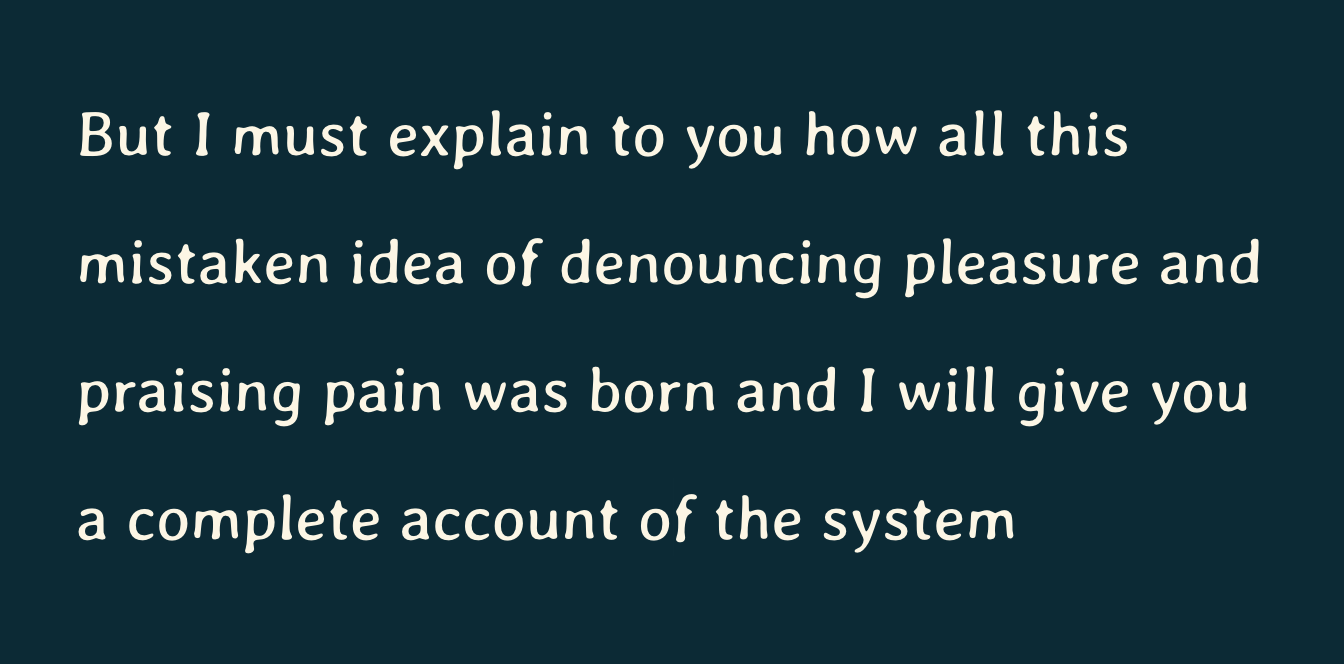 But I must explain to you how all this
mistaken idea of denouncing pleasure and
praising pain was born and I will give you
a complete account of the system